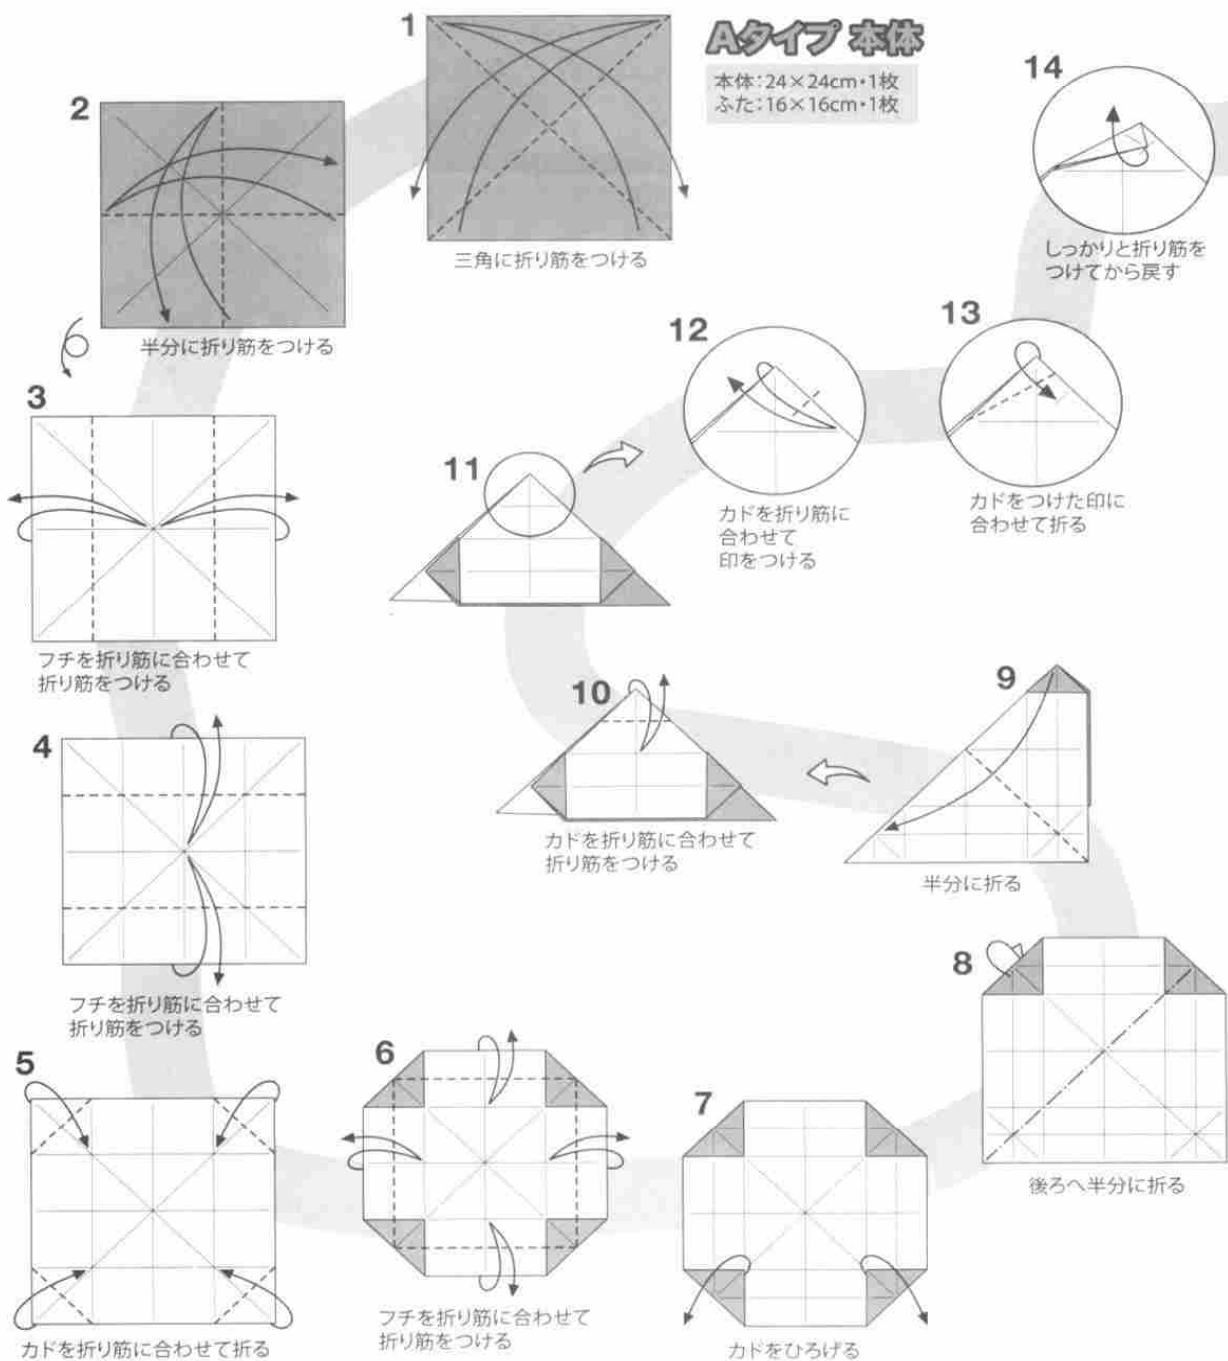 Aタイプ 本体
本体:24×24cm・1枚
ふた:16×16cm・1枚
1
三角に折り筋をつける
2
半分に折り筋をつける
3
フチを折り筋に合わせて
折り筋をつける
4
フチを折り筋に合わせて
折り筋をつける
5
カドを折り筋に合わせて折る
6
フチを折り筋に合わせて
折り筋をつける
7
カドをひろげる
8
後ろへ半分に折る
9
半分に折る
10
カドを折り筋に合わせて
折り筋をつける
11
12
カドを折り筋に
合わせて
印をつける
13
カドをつけた印に
合わせて折る
14
しっかりと折り筋を
つけてから戻す